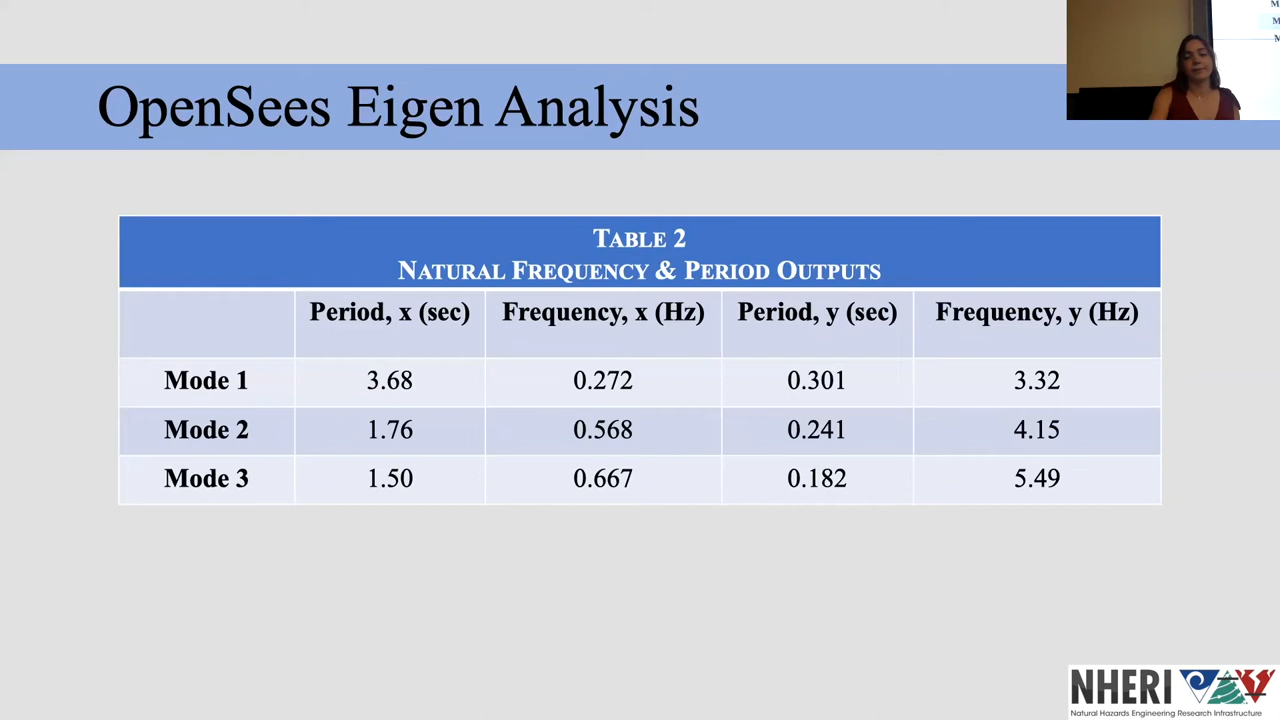 OpenSees Eigen Analysis
TABLE 2
NATURAL FREQUENCY & PERIOD OUTPUTS
Period, x (sec) Frequency, x (Hz) Period, y (sec) Frequency, y (Hz)
Mode 1 3.68 0.272 0.301 3.32
Mode 2 1.76 0.568 0.241 4.15
Mode 3 1.50 0.667 0.182 5.49
NHERI
Natural Hazards Engineering Research Infrastructure